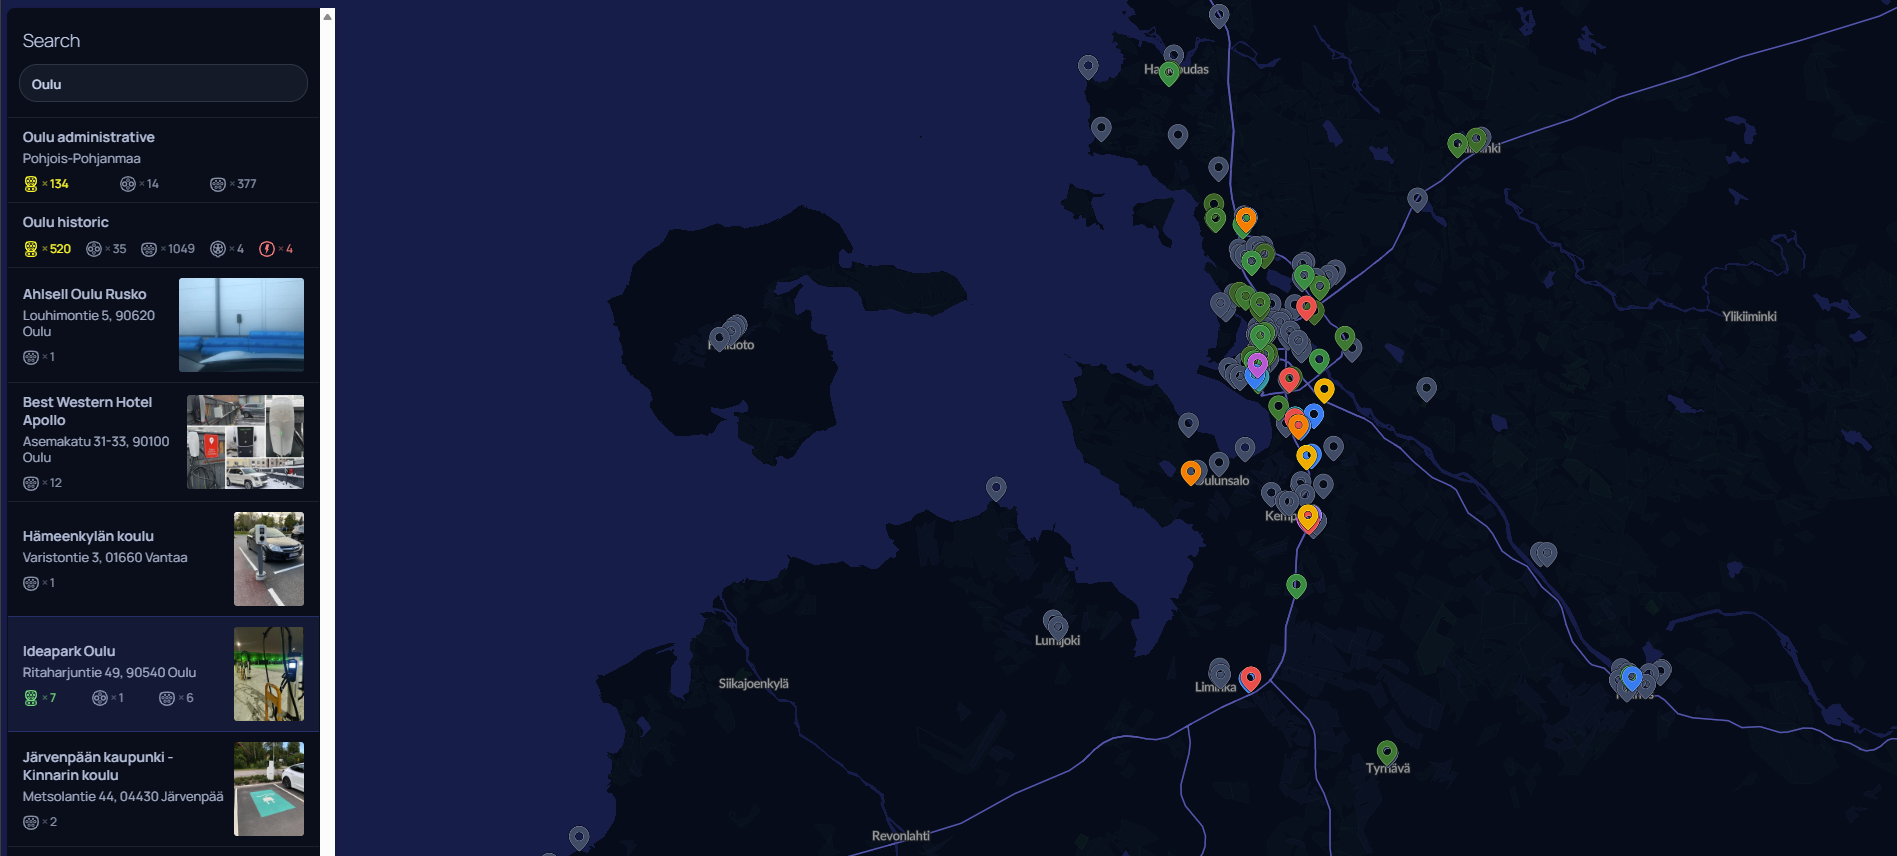 Search
Oulu
Oulu administrative
Pohjois-Pohjanmaa
×134 ×14 ×377
Oulu historic
×520 ×35 ×1049 ×4 ×4
Ahlsell Oulu Rusko
Louhimontie 5, 90620
Oulu
×1
Best Western Hotel
Apollo
Asemakatu 31-33, 90100
Oulu
×12
Hämeenkylän koulu
Varistontie 3, 01660 Vantaa
×1
Ideapark Oulu
Ritaharjuntie 49, 90540 Oulu
×7 ×1 ×6
Järvenpään kaupunki -
Kinnarin koulu
Metsolantie 44, 04430 Järvenpää
×2
Ylikiiminki
Lumijoki
Siikajoenkylä
Liminka
Tyrnävä
Revonlahti